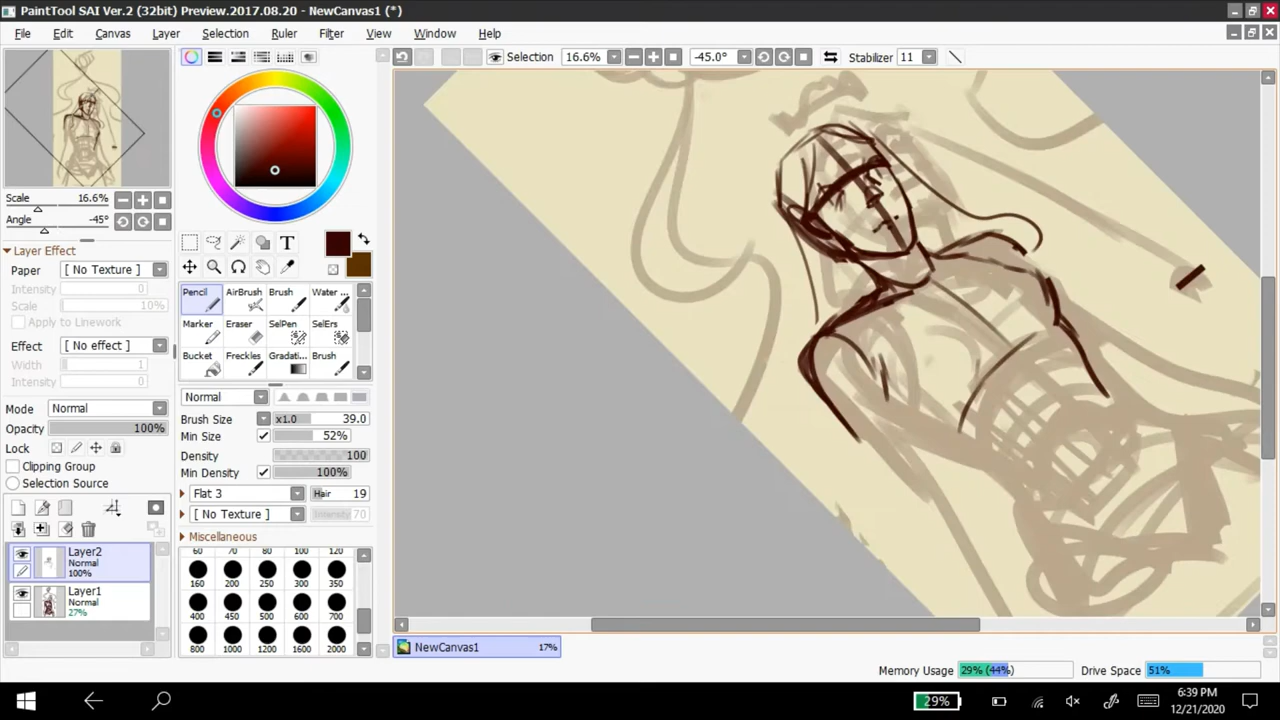 PaintTool SAI Ver.2 (32bit) Preview.2017.08.20 - NewCanvas1 (*)
File Edit Canvas Layer Selection Ruler Filter View Window Help
Selection 16.6% -45.0° Stabilizer 11
Scale 16.6%
Angle -45°
Layer Effect
Paper [ No Texture ]
Intensity 0
Scale 10%
Apply to Linework
Effect [ No effect ]
Width 1
Intensity 0
Mode Normal
Opacity 100%
Lock
Clipping Group
Selection Source
Layer2
Normal
100%
Layer1
Normal
27%
T
Pencil AirBrush Brush Water ...
Marker Eraser SelPen SelErs
Bucket Freckles Gradati... Brush
Normal
Brush Size x1.0 39.0
Min Size 52%
Density 100
Min Density 100%
Flat 3 Hair 19
[ No Texture ] Intensity 70
Miscellaneous
60 70 80 100 120
160 200 250 300 350
400 450 500 600 700
800 1000 1200 1600 2000
NewCanvas1 17%
Memory Usage 29% (44%) Drive Space 51%
29%
6:39 PM
12/21/2020